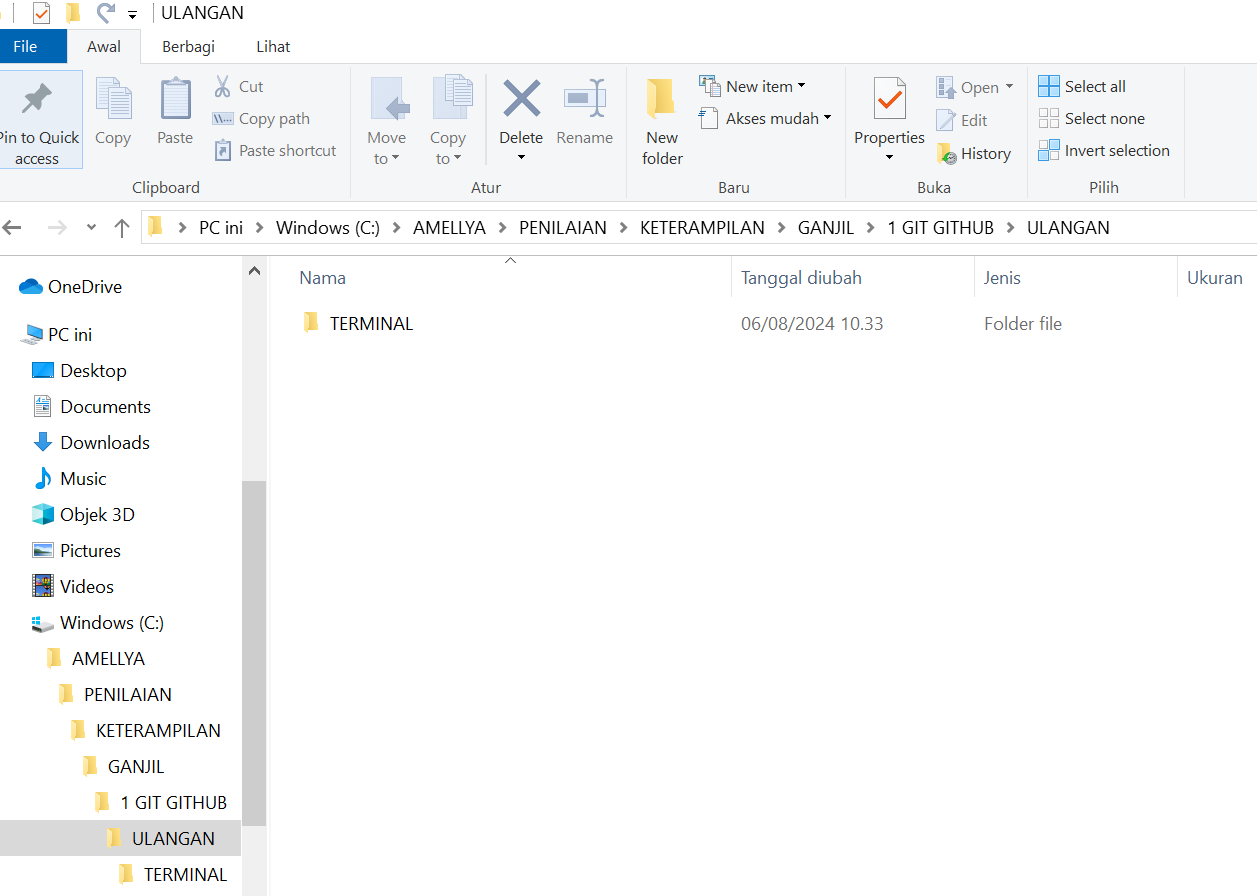 ULANGAN
File Awal Berbagi Lihat
Pin to Quick access
Copy
Paste
Cut
Copy path
Paste shortcut
Clipboard
Move to
Copy to
Delete
Rename
Atur
New folder
New item
Akses mudah
Baru
Properties
Open
Edit
History
Buka
Select all
Select none
Invert selection
Pilih
PC ini > Windows (C:) > AMELLYA > PENILAIAN > KETERAMPILAN > GANJIL > 1 GIT GITHUB > ULANGAN
OneDrive
PC ini
Desktop
Documents
Downloads
Music
Objek 3D
Pictures
Videos
Windows (C:)
AMELLYA
PENILAIAN
KETERAMPILAN
GANJIL
1 GIT GITHUB
ULANGAN
TERMINAL
Nama Tanggal diubah Jenis Ukuran
TERMINAL 06/08/2024 10.33 Folder file